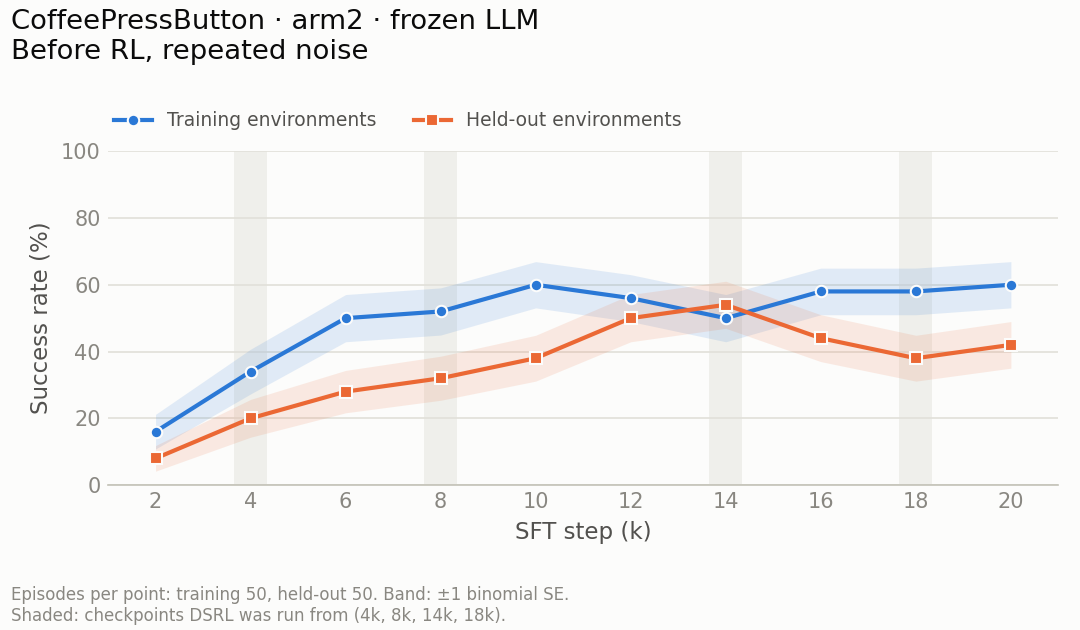 CoffeePressButton · arm2 · frozen LLM
Before RL, repeated noise
Training environments
Held-out environments
100
80
60
40
20
0
Success rate (%)
2 4 6 8 10 12 14 16 18 20
SFT step (k)
Episodes per point: training 50, held-out 50. Band: ±1 binomial SE.
Shaded: checkpoints DSRL was run from (4k, 8k, 14k, 18k).